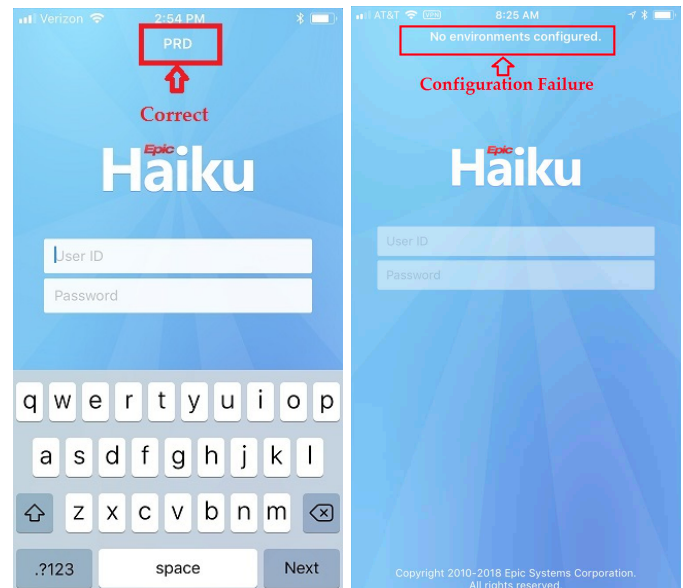 Verizon 2:54 PM
PRD
Correct
Epic
Haiku
User ID
Password
q w e r t y u i o p
a s d f g h j k l
z x c v b n m
.?123 space Next
AT&T VPN 8:25 AM
No environments configured.
Configuration Failure
Epic
Haiku
User ID
Password
Copyright 2010-2018 Epic Systems Corporation.
All rights reserved.